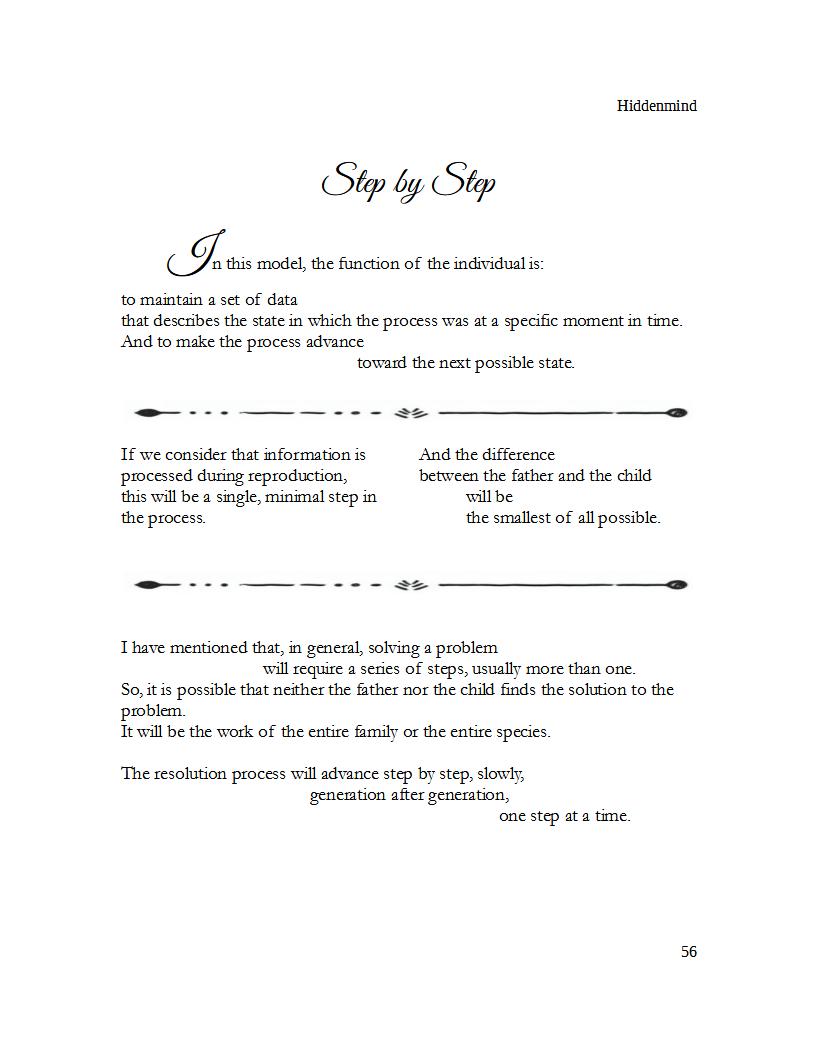 Hiddenmind
Step by Step
In this model, the function of the individual is:
to maintain a set of data
that describes the state in which the process was at a specific moment in time.
And to make the process advance
toward the next possible state.
If we consider that information is
processed during reproduction,
this will be a single, minimal step in
the process.
And the difference
between the father and the child
will be
the smallest of all possible.
I have mentioned that, in general, solving a problem
will require a series of steps, usually more than one.
So, it is possible that neither the father nor the child finds the solution to the
problem.
It will be the work of the entire family or the entire species.
The resolution process will advance step by step, slowly,
generation after generation,
one step at a time.
56